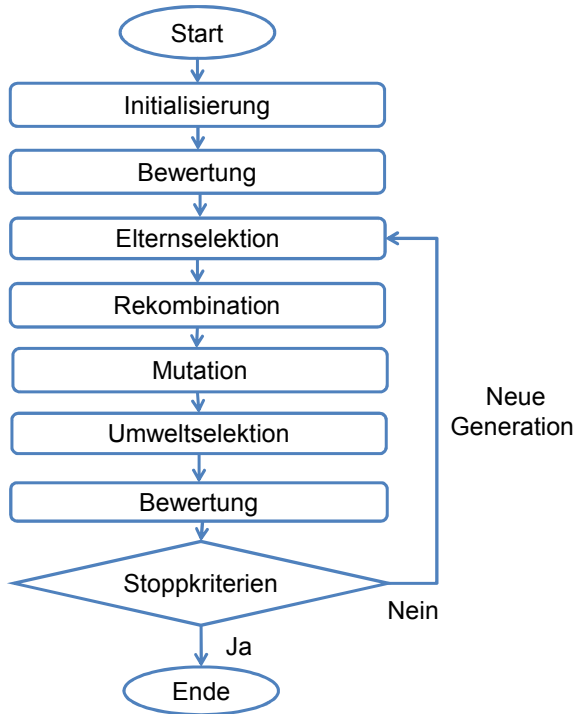 Start
Initialisierung
Bewertung
Elternselektion
Rekombination
Mutation
Umweltselektion
Bewertung
Stoppkriterien
Neue
Generation
Nein
Ja
Ende